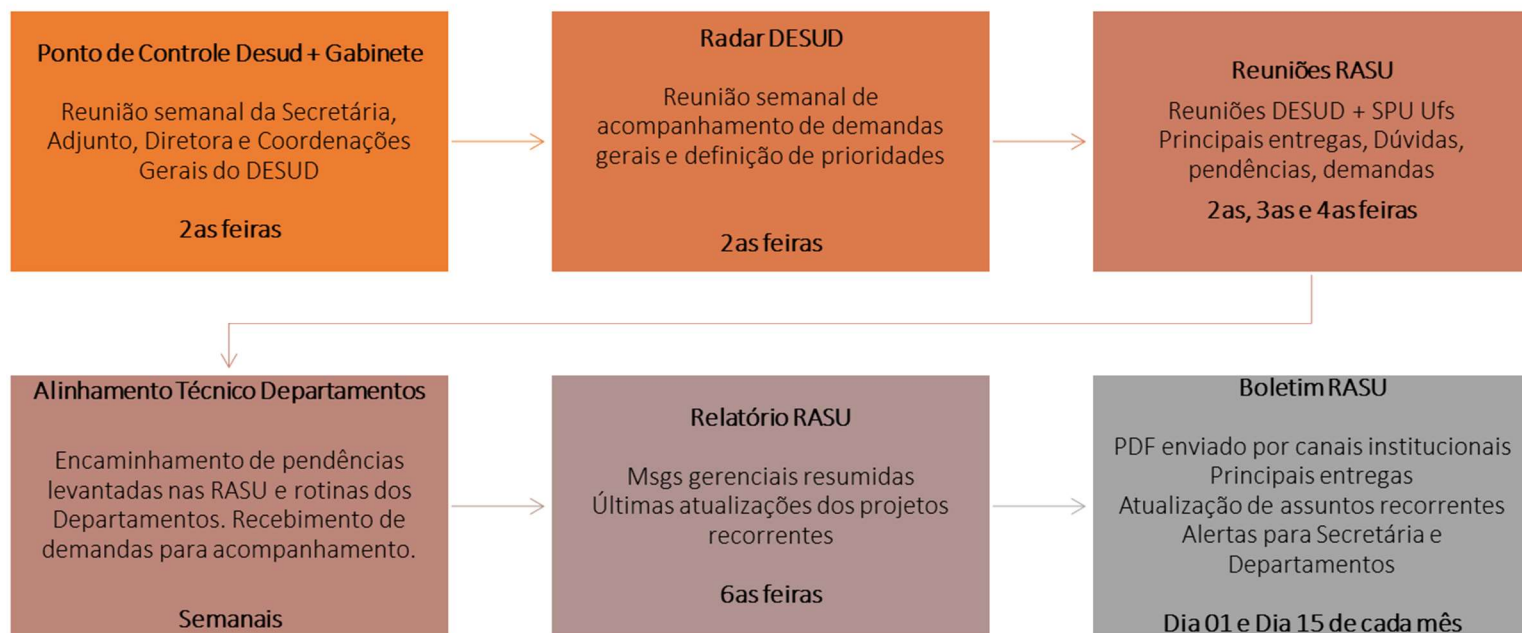 Ponto de Controle Desud + Gabinete
Reunião semanal da Secretária,
Adjunto, Diretora e Coordenações
Gerais do DESUD
2as feiras
Radar DESUD
Reunião semanal de
acompanhamento de demandas
gerais e definição de prioridades
2as feiras
Reuniões RASU
Reuniões DESUD + SPU Ufs
Principais entregas, Dúvidas,
pendências, demandas
2as, 3as e 4as feiras
Alinhamento Técnico Departamentos
Encaminhamento de pendências
levantadas nas RASU e rotinas dos
Departamentos. Recebimento de
demandas para acompanhamento.
Semanais
Relatório RASU
Msgs gerenciais resumidas
Últimas atualizações dos projetos
recorrentes
6as feiras
Boletim RASU
PDF enviado por canais institucionais
Principais entregas
Atualização de assuntos recorrentes
Alertas para Secretária e
Departamentos
Dia 01 e Dia 15 de cada mês